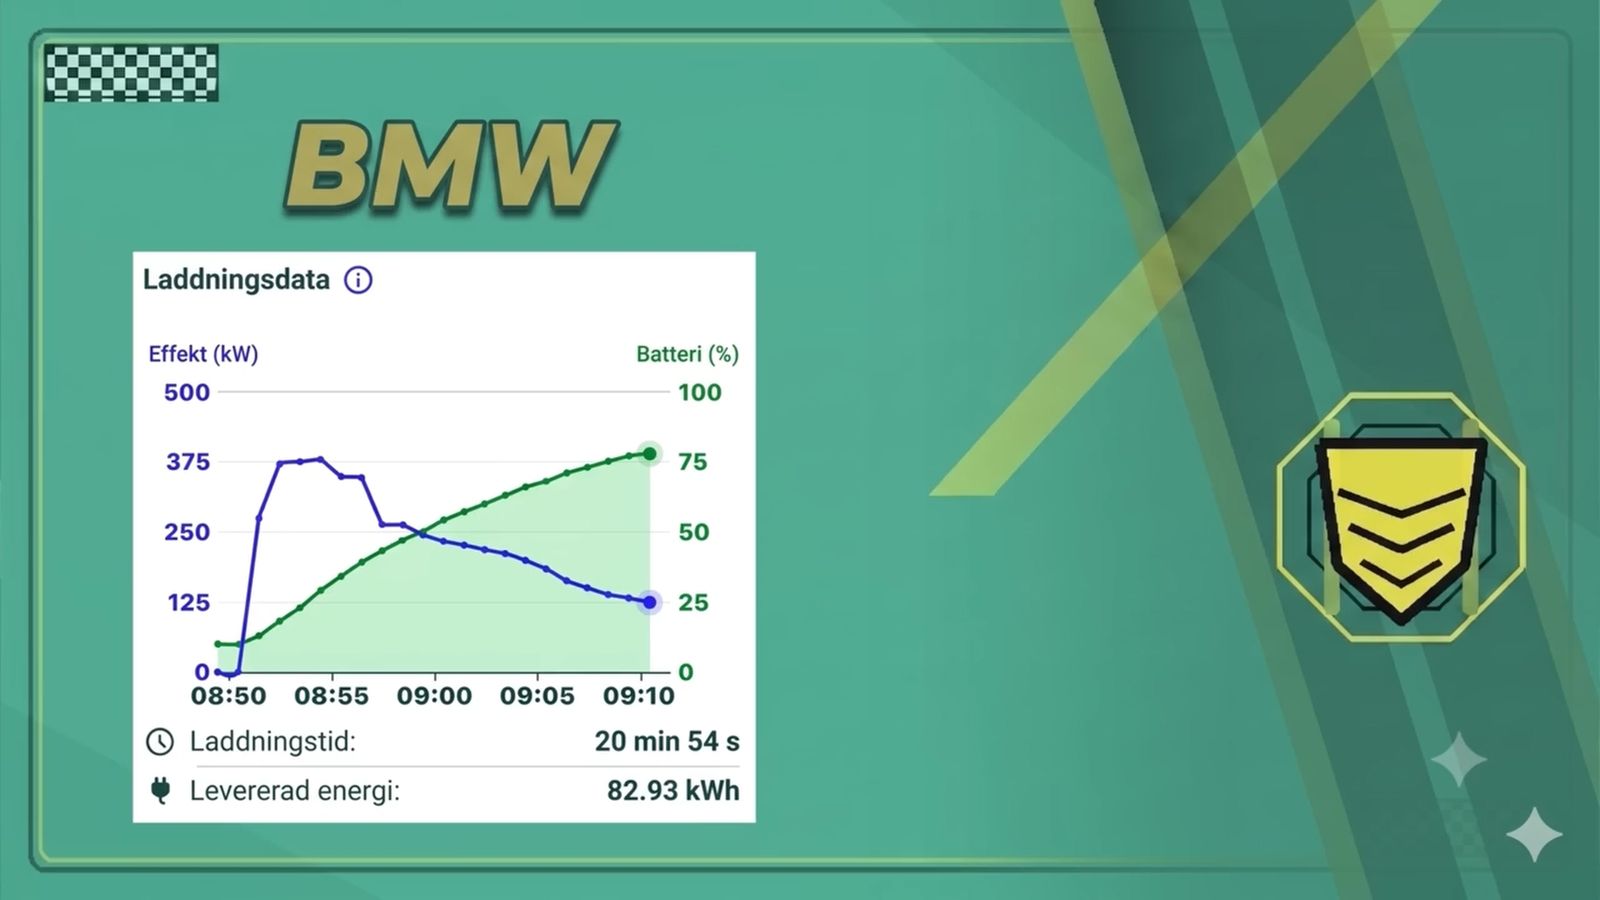 BMW
Laddningsdata
Effekt (kW) Batteri (%)
500 100
375 75
250 50
125 25
0 0
08:50 08:55 09:00 09:05 09:10
Laddningstid: 20 min 54 s
Levererad energi: 82.93 kWh